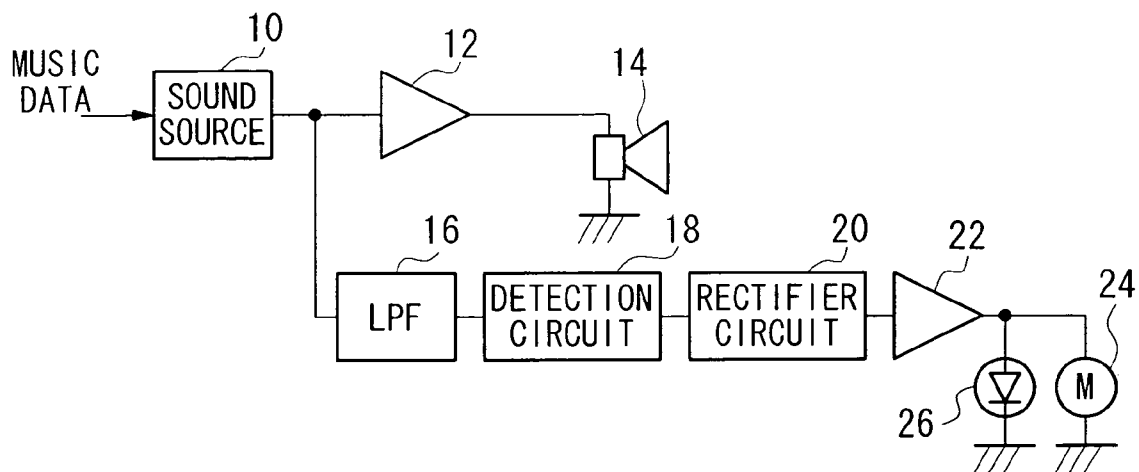 10
12
14
MUSIC
DATA
SOUND
SOURCE
16
18
20
22
24
LPF
DETECTION
CIRCUIT
RECTIFIER
CIRCUIT
M
26